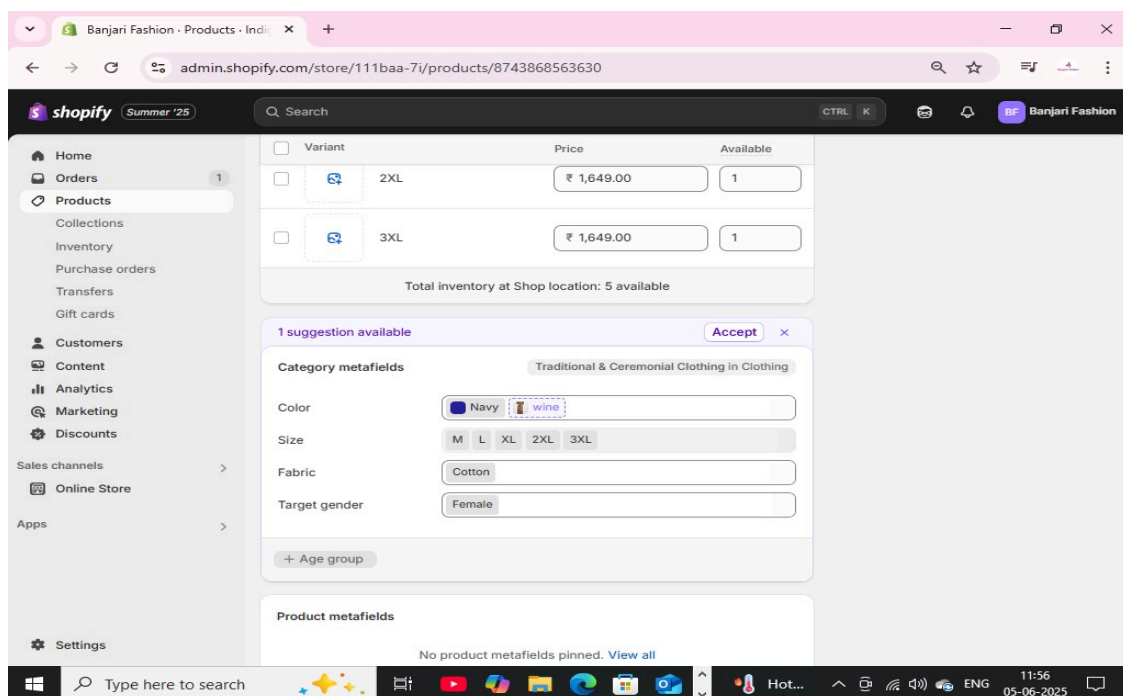 Banjari Fashion · Products · Indi
admin.shopify.com/store/111baa-7i/products/8743868563630
shopify Summer '25 Search CTRL K BF Banjari Fashion
Home
Orders 1
Products
Collections
Inventory
Purchase orders
Transfers
Gift cards
Customers
Content
Analytics
Marketing
Discounts
Sales channels
Online Store
Apps
Settings
Variant Price Available
2XL ₹ 1,649.00 1
3XL ₹ 1,649.00 1
Total inventory at Shop location: 5 available
1 suggestion available Accept
Category metafields Traditional & Ceremonial Clothing in Clothing
Color Navy wine
Size M L XL 2XL 3XL
Fabric Cotton
Target gender Female
+ Age group
Product metafields
No product metafields pinned. View all
Type here to search Hot... ENG 11:56
05-06-2025